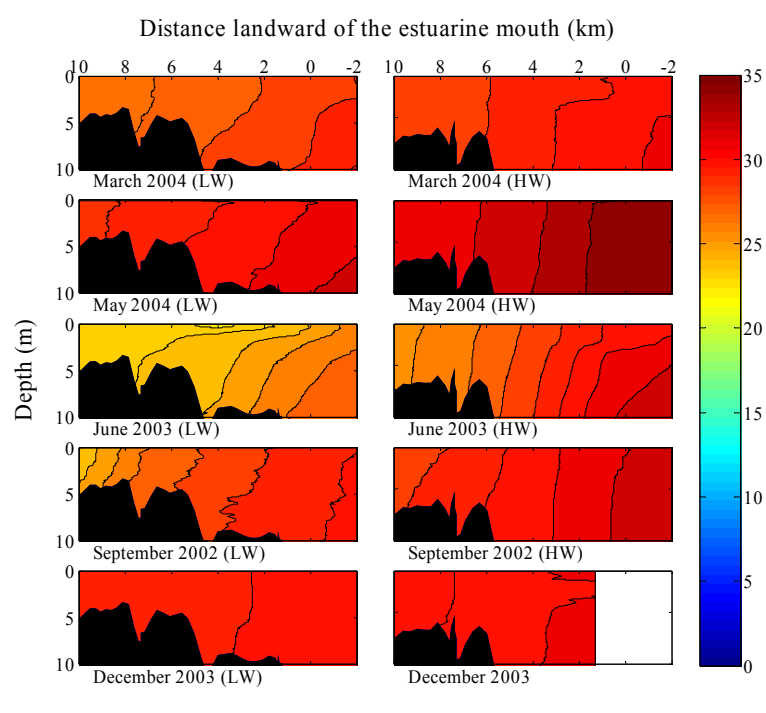 Distance landward of the estuarine mouth (km)
10 8 6 4 2 0 -2
10 8 6 4 2 0 -2
0
5
10
March 2004 (LW)
March 2004 (HW)
0
5
10
May 2004 (LW)
May 2004 (HW)
Depth (m)
0
5
10
June 2003 (LW)
June 2003 (HW)
0
5
10
September 2002 (LW)
September 2002 (HW)
0
5
10
December 2003 (LW)
December 2003
35
30
25
20
15
10
5
0